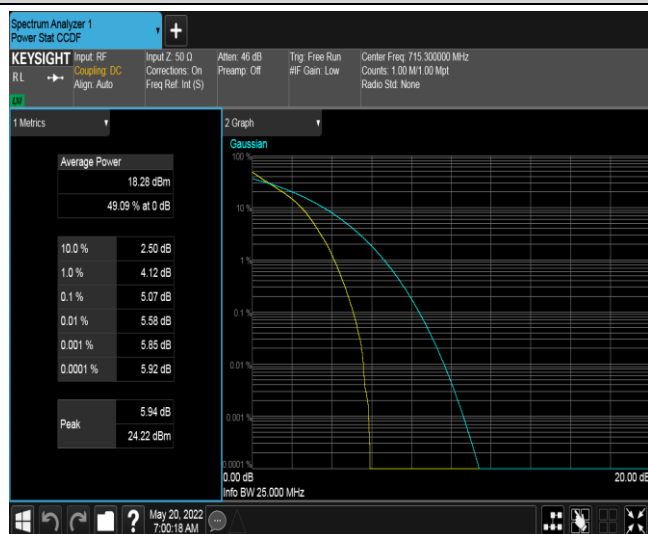 Spectrum Analyzer 1
Power Stat CCDF
+
KEYSIGHT
RL
LXI
Input: RF
Coupling: DC
Align: Auto
Input Z: 50 Ω
Corrections: On
Freq Ref: Int (S)
Atten: 46 dB
Preamp: Off
Trig: Free Run
#IF Gain: Low
Center Freq: 715.300000 MHz
Counts: 1.00 M/1.00 Mpt
Radio Std: None
1 Metrics
Average Power
18.28 dBm
49.09 % at 0 dB
10.0 % 2.50 dB
1.0 % 4.12 dB
0.1 % 5.07 dB
0.01 % 5.58 dB
0.001 % 5.85 dB
0.0001 % 5.92 dB
Peak
5.94 dB
24.22 dBm
2 Graph
Gaussian
100 %
10 %
1 %
0.1 %
0.01 %
0.001 %
0.0001 %
0.00 dB
20.00 dB
Info BW 25.000 MHz
?
May 20, 2022
7:00:18 AM